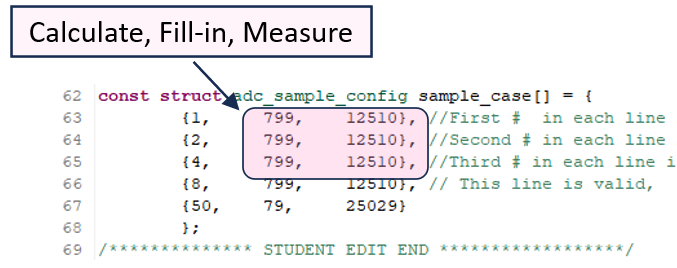 Calculate, Fill-in, Measure
62 const struct adc_sample_config sample_case[] = {
63 {1, 799, 12510}, //First # in each line
64 {2, 799, 12510}, //Second # in each line
65 {4, 799, 12510}, //Third # in each line i
66 {8, 799, 12510}, // This line is valid,
67 {50, 79, 25029}
68 };
69 /************** STUDENT EDIT END ******************/